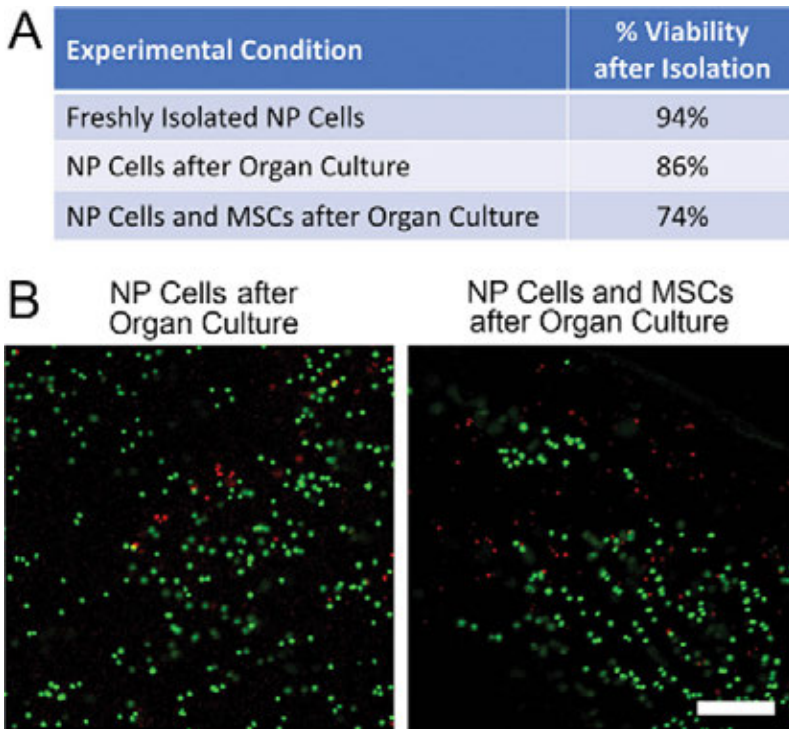 A
Experimental Condition
% Viability
after Isolation
Freshly Isolated NP Cells
94%
NP Cells after Organ Culture
86%
NP Cells and MSCs after Organ Culture
74%
B
NP Cells after
Organ Culture
NP Cells and MSCs
after Organ Culture